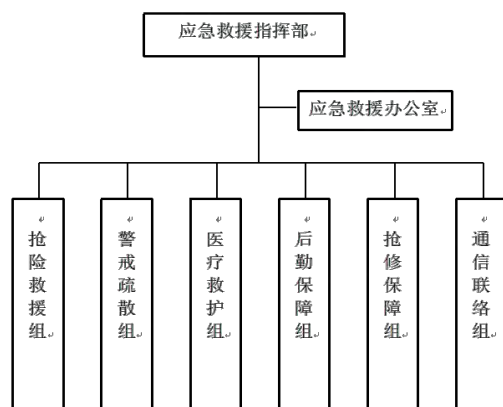 应急救援指挥部
应急救援办公室
抢险救援组
警戒疏散组
医疗救护组
后勤保障组
抢修保障组
通信联络组